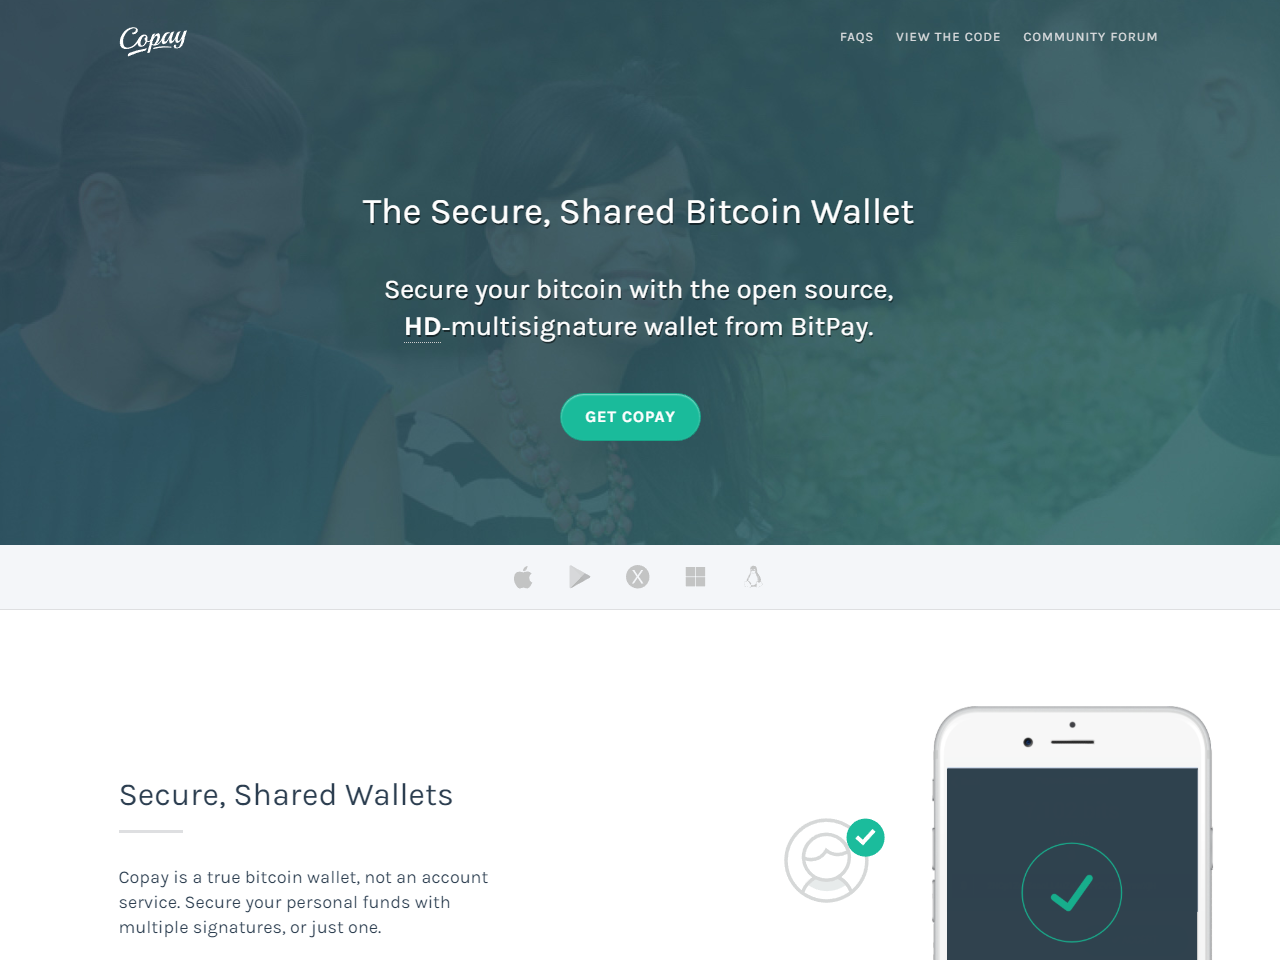 Copay
FAQS
VIEW THE CODE
COMMUNITY FORUM
The Secure, Shared Bitcoin Wallet
Secure your bitcoin with the open source,
HD-multisignature wallet from BitPay.
GET COPAY
Secure, Shared Wallets
Copay is a true bitcoin wallet, not an account
service. Secure your personal funds with
multiple signatures, or just one.